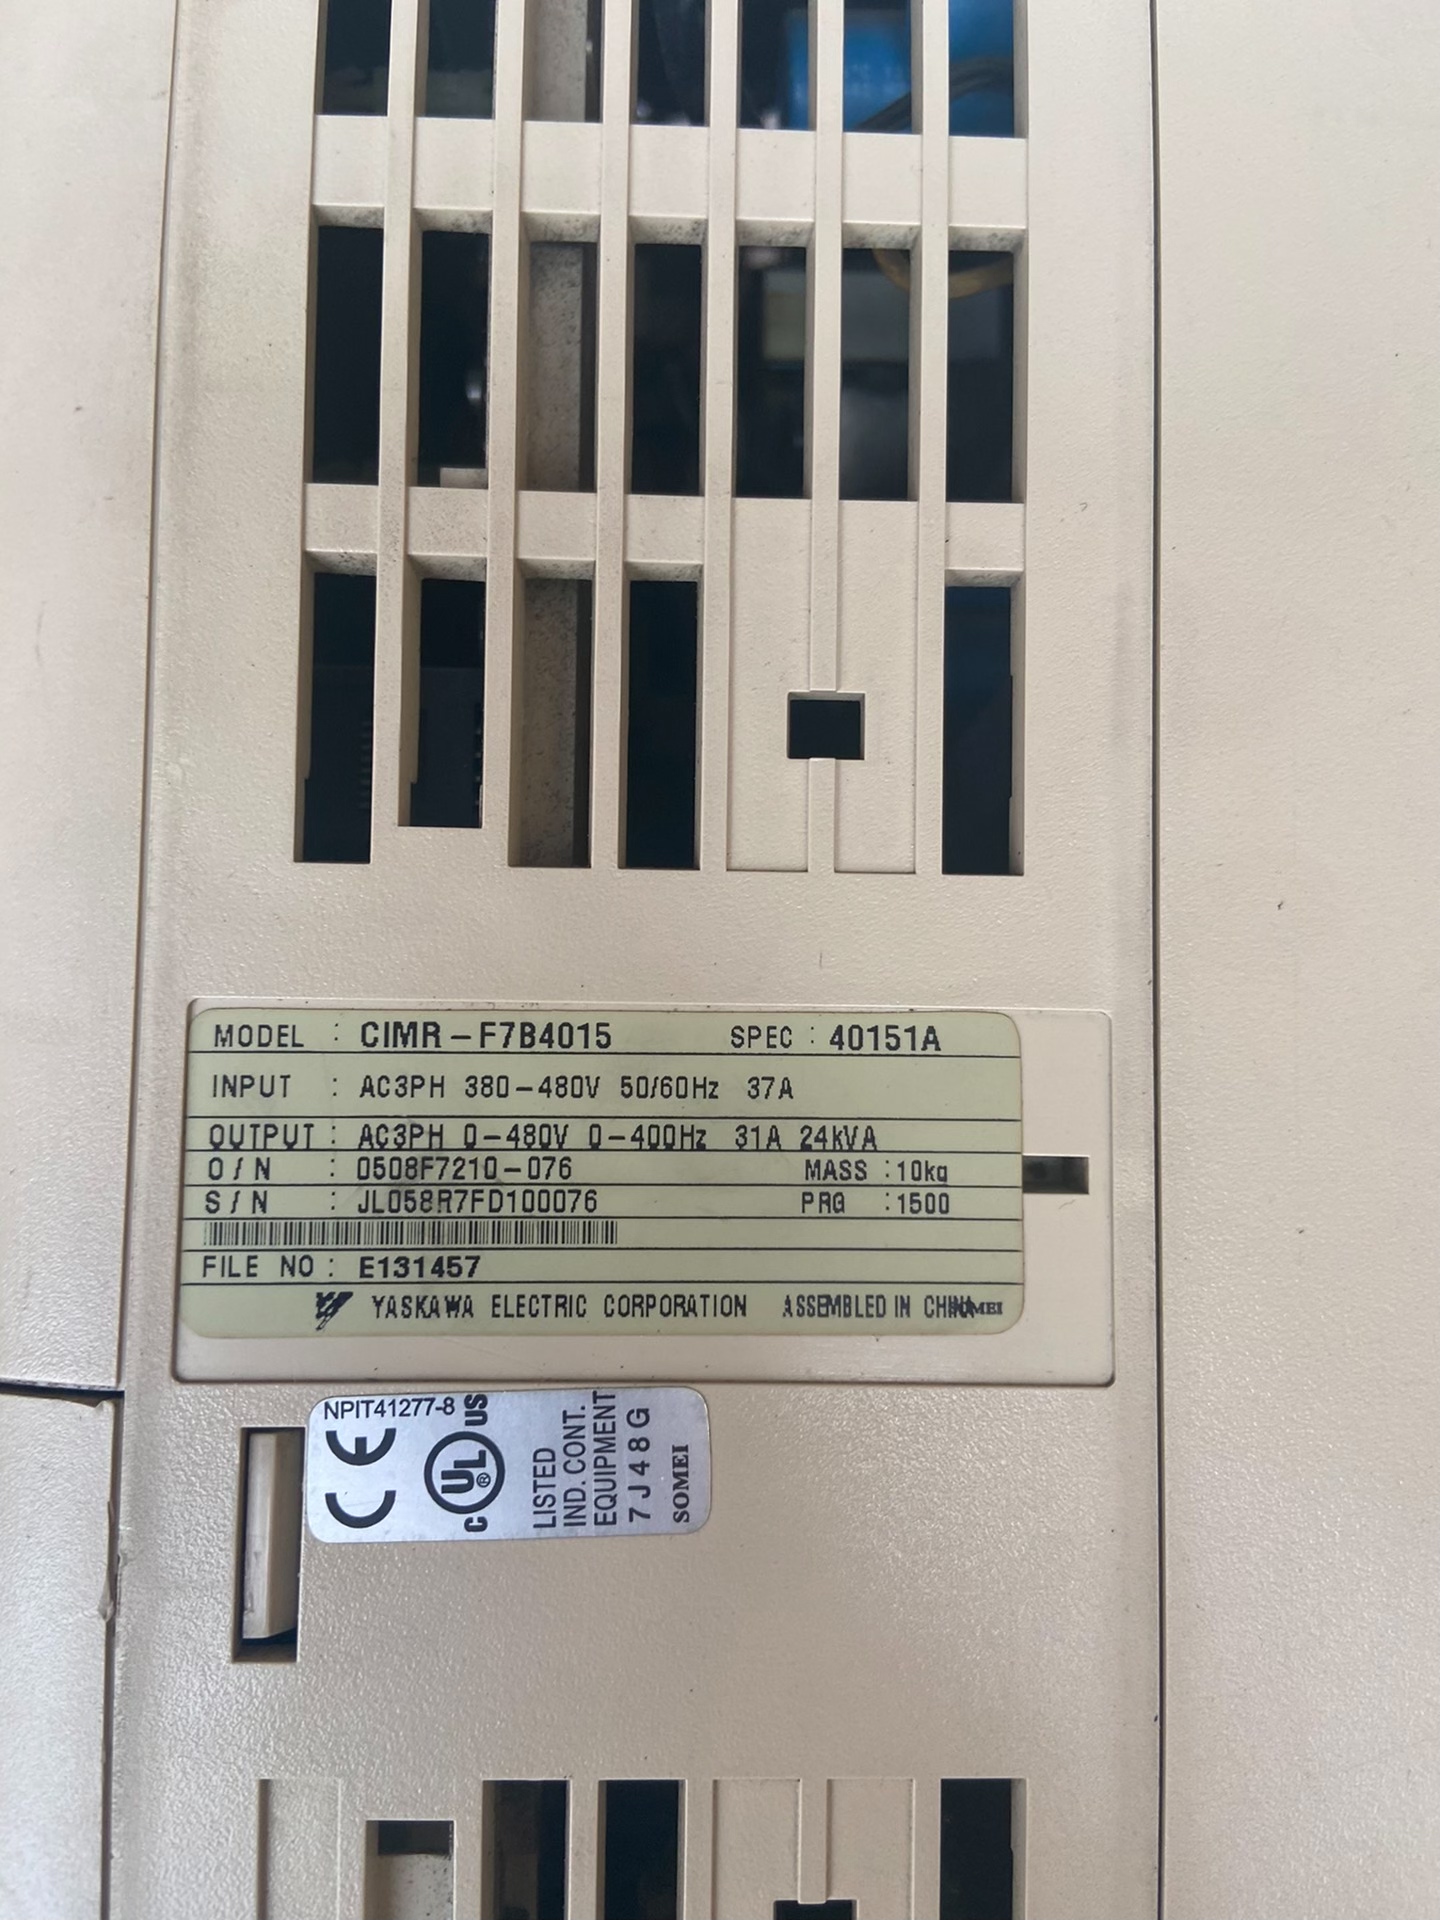 MODEL : CIMR-F7B4015 SPEC : 40151A
INPUT : AC3PH 380-480V 50/60Hz 37A
OUTPUT : AC3PH 0-480V 0-400Hz 31A 24kVA
O/N : 0508F7210-076 MASS :10kg
S/N : JL058R7FD100076 PRG :1500
FILE NO : E131457
YASKAWA ELECTRIC CORPORATION ASSEMBLED IN CHINA SOMEI
NPIT41277-8
CE
C UL US
®
LISTED
IND. CONT.
EQUIPMENT
7J48G
SOMEI